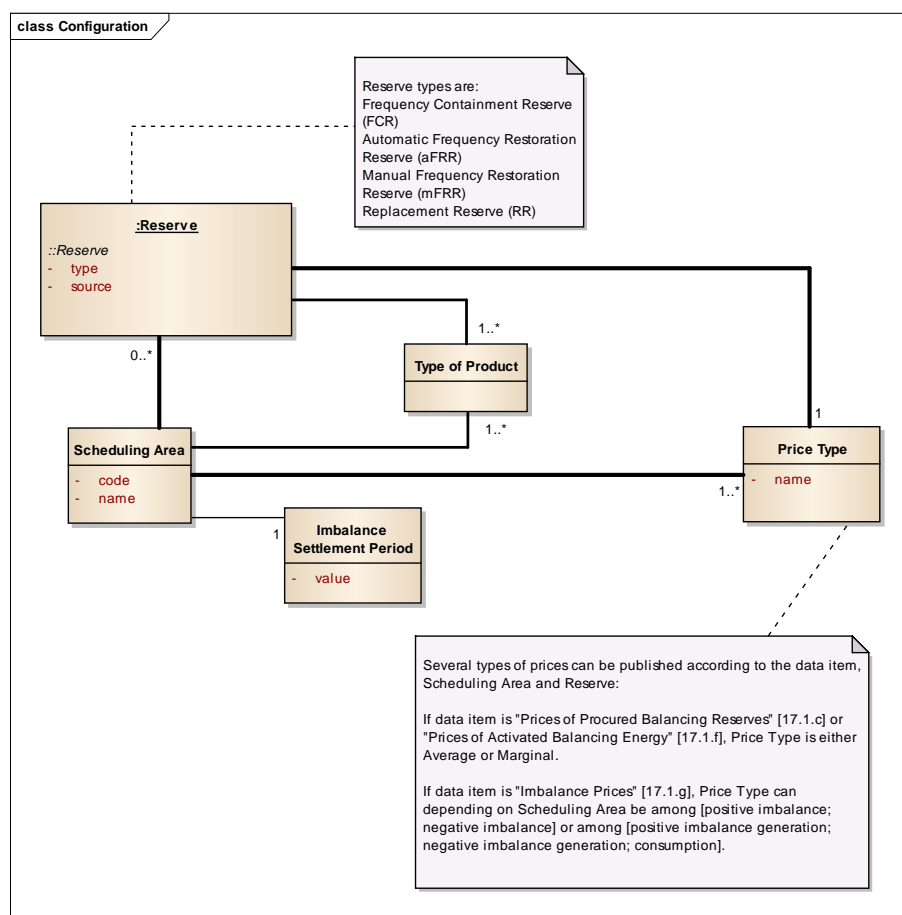 class Configuration
Reserve types are:
Frequency Containment Reserve
(FCR)
Automatic Frequency Restoration
Reserve (aFRR)
Manual Frequency Restoration
Reserve (mFRR)
Replacement Reserve (RR)
:Reserve
::Reserve
- type
- source
1..*
0..*
Type of Product
1..*
1
Scheduling Area
- code
- name
Price Type
- name
1..*
1
Imbalance
Settlement Period
- value
Several types of prices can be published according to the data item,
Scheduling Area and Reserve:
If data item is "Prices of Procured Balancing Reserves" [17.1.c] or
"Prices of Activated Balancing Energy" [17.1.f], Price Type is either
Average or Marginal.
If data item is "Imbalance Prices" [17.1.g], Price Type can
depending on Scheduling Area be among [positive imbalance;
negative imbalance] or among [positive imbalance generation;
negative imbalance generation; consumption].